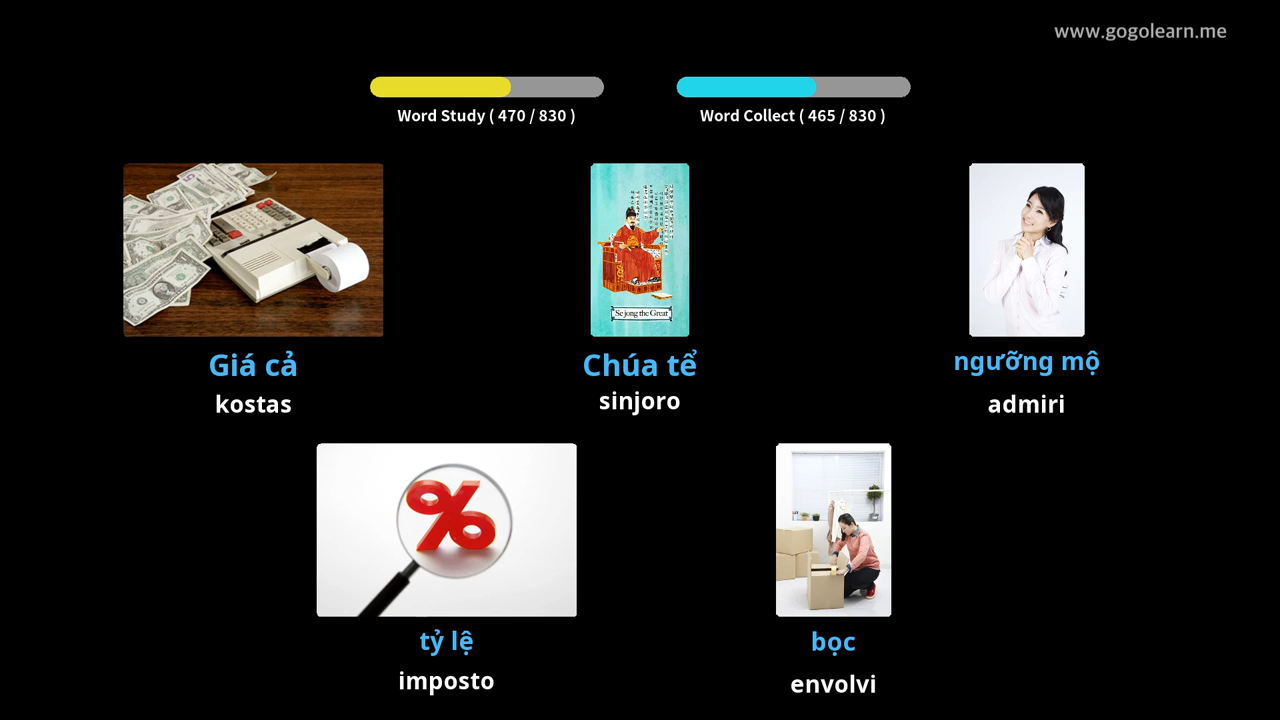 www.gogolearn.me
Word Study ( 470 / 830 )
Word Collect ( 465 / 830 )
Sejong the Great
Giá cả
kostas
Chúa tể
sinjoro
ngưỡng mộ
admiri
tỷ lệ
imposto
bọc
envolvi